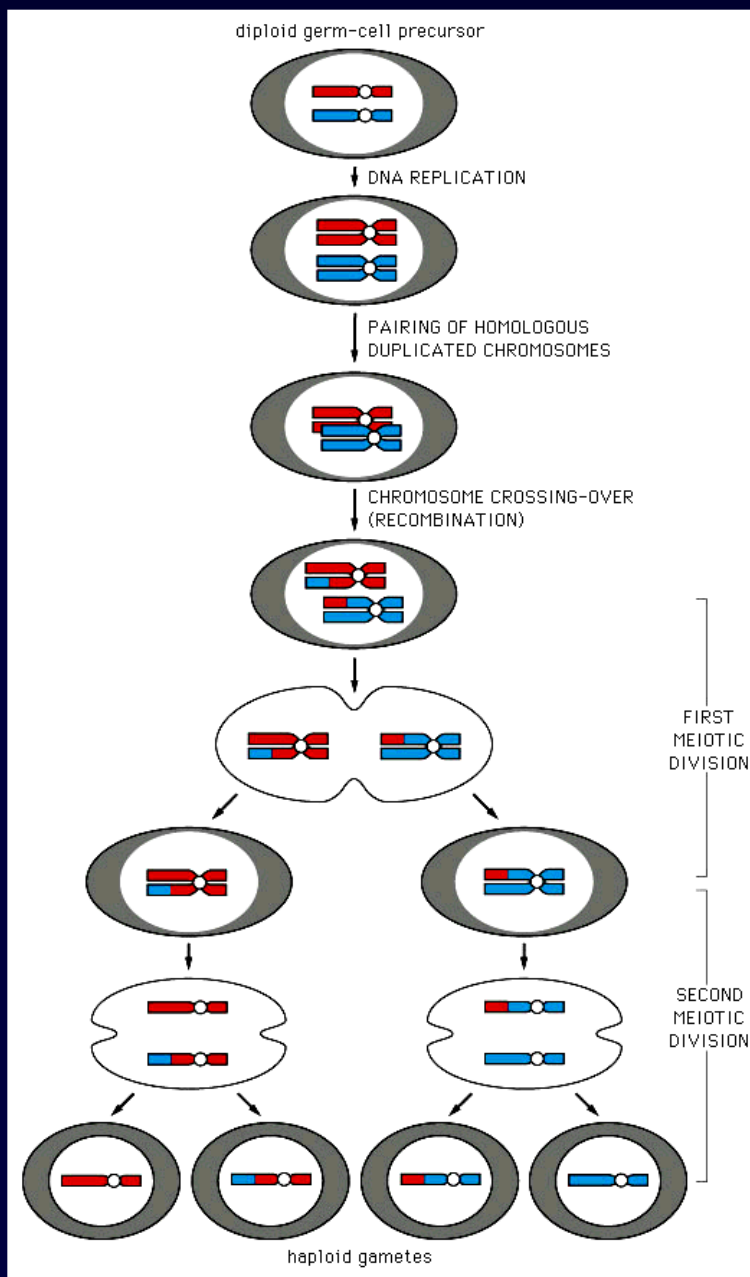 diploid germ-cell precursor
DNA REPLICATION
PAIRING OF HOMOLOGOUS
DUPLICATED CHROMOSOMES
CHROMOSOME CROSSING-OVER
(RECOMBINATION)
FIRST
MEIOTIC
DIVISION
SECOND
MEIOTIC
DIVISION
haploid gametes